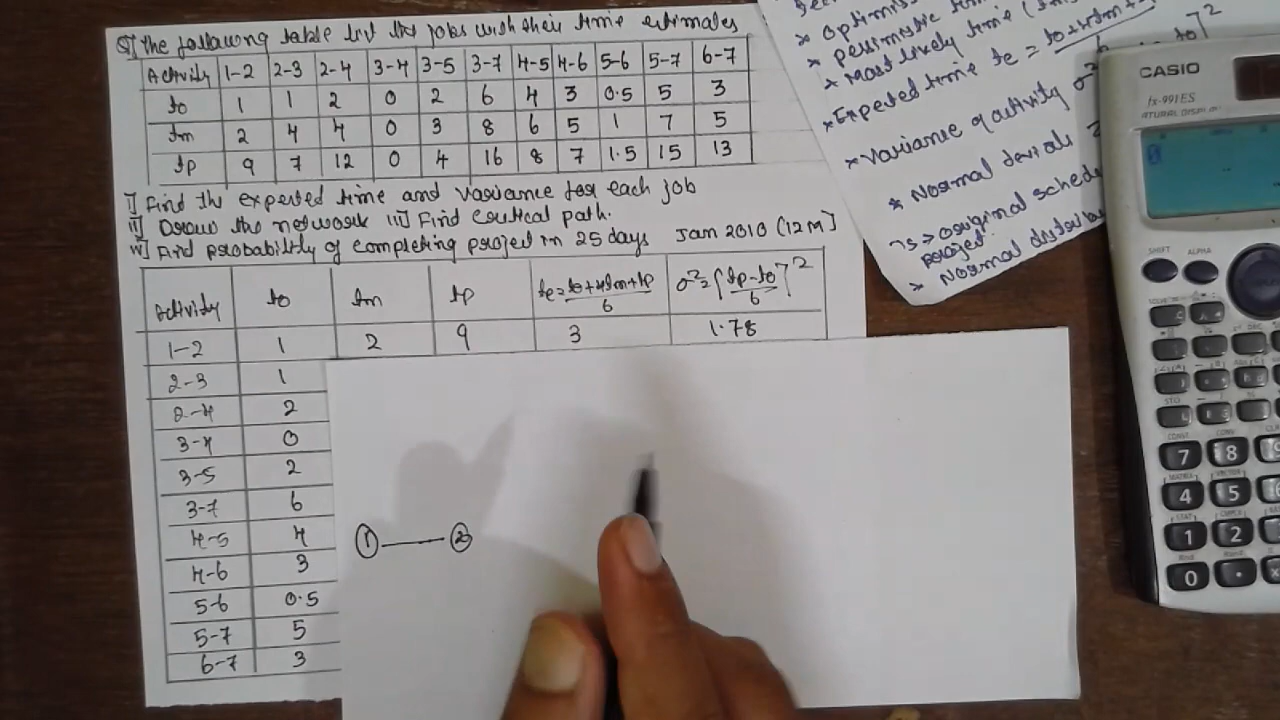 Q] The following table list the jobs with their time estimates
Activity 1-2 2-3 2-4 3-4 3-5 3-7 4-5 4-6 5-6 5-7 6-7
to 1 1 2 0 2 6 4 3 0.5 5 3
tm 2 4 4 0 3 8 6 5 1 7 5
tp 9 7 12 0 4 16 8 7 1.5 15 13
i] Find the expected time and variance for each job
ii] Draw the network iii] Find critical path.
iv] Find probability of completing project in 25 days Jan 2010 (12M]
Activity to tm tp te = to+4tm+tp/6 σ²=[tp-to/6]²
1-2 1 2 9 3 1.78
2-3 1
2-4 2
3-4 0
3-5 2
3-7 6
4-5 4
4-6 3
5-6 0.5
5-7 5
6-7 3
1 2
* Optimis
* pessimistic
* Most likely time
* Expected time te =
* Variance of activity σ²
* Normal
Ts → original sched
project.
* Normal
CASIO
fx-991ES
SHIFT ALPHA
7 8
4 5
1 2
0 .